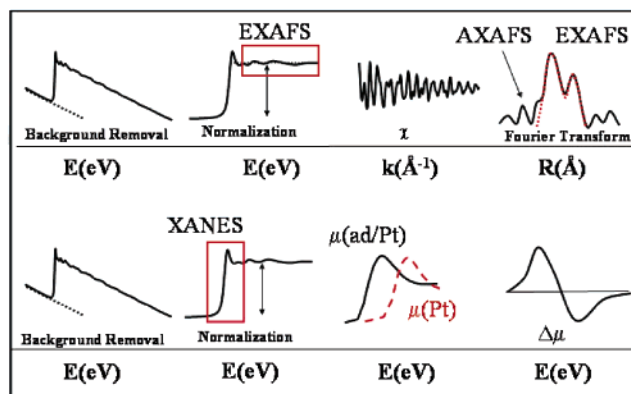 EXAFS
AXAFS EXAFS
Background Removal
Normalization
χ
Fourier Transform
E(eV)
E(eV)
k(Å⁻¹)
R(Å)
XANES
μ(ad/Pt)
μ(Pt)
Background Removal
Normalization
Δμ
E(eV)
E(eV)
E(eV)
E(eV)